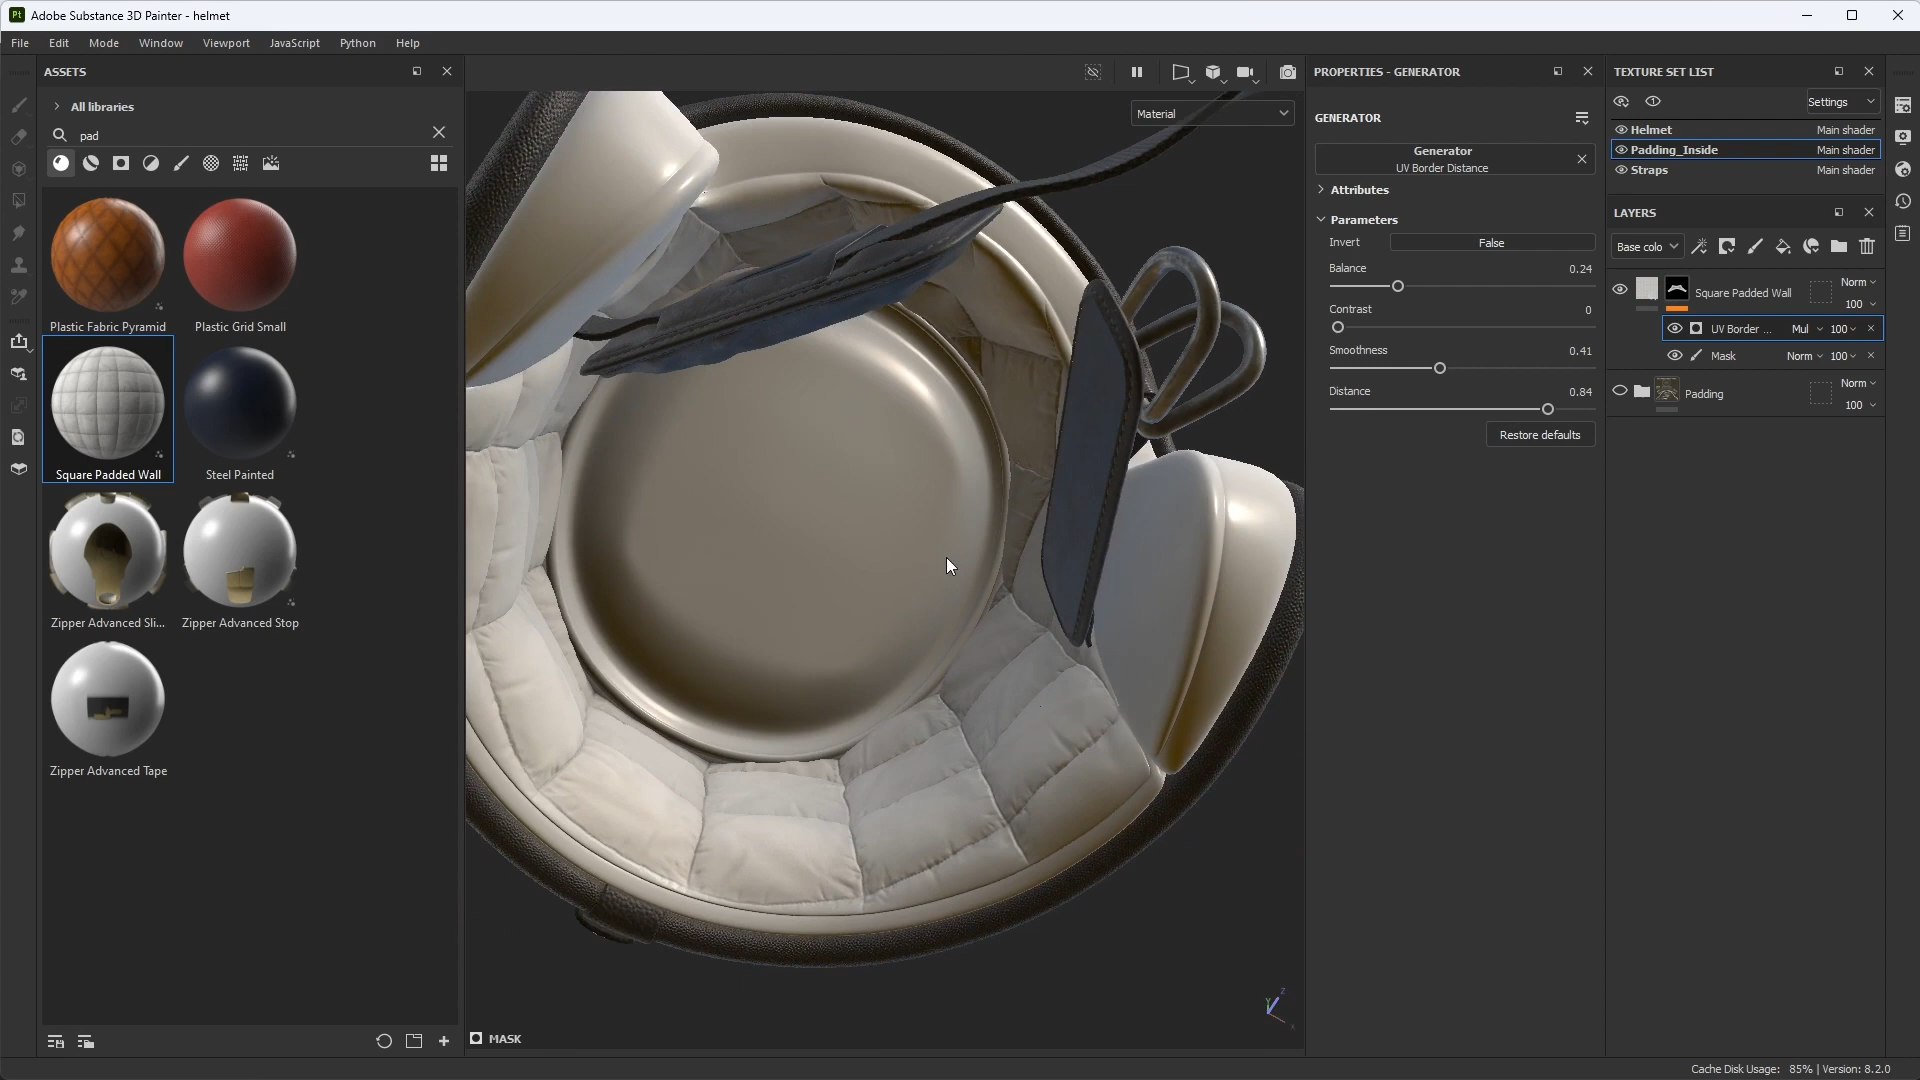 Pt Adobe Substance 3D Painter - helmet
File Edit Mode Window Viewport JavaScript Python Help
ASSETS
All libraries
pad
Plastic Fabric Pyramid
Plastic Grid Small
Square Padded Wall
Steel Painted
Zipper Advanced Sli...
Zipper Advanced Stop
Zipper Advanced Tape
Material
Y
Z
X
MASK
PROPERTIES - GENERATOR
GENERATOR
Generator
UV Border Distance
Attributes
Parameters
Invert False
Balance 0.24
Contrast 0
Smoothness 0.41
Distance 0.84
Restore defaults
TEXTURE SET LIST
Settings
Helmet Main shader
Padding_Inside Main shader
Straps Main shader
LAYERS
Base colo
Square Padded Wall Norm
100
UV Border ... Mul 100
Mask Norm 100
Padding Norm
100
Cache Disk Usage: 85% | Version: 8.2.0